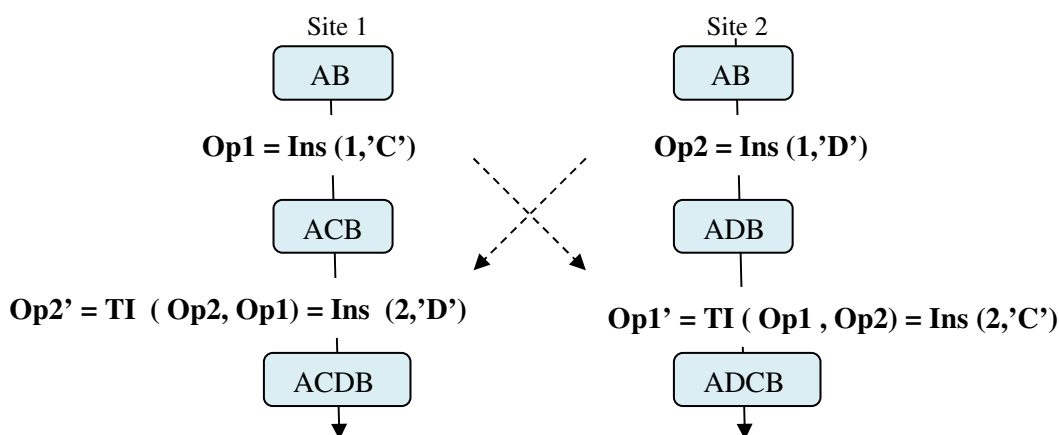 Site 1 Site 2
AB AB
Op1 = Ins (1,’C’) Op2 = Ins (1,’D’)
ACB ADB
Op2’ = TI ( Op2, Op1) = Ins (2,’D’) Op1’ = TI ( Op1 , Op2) = Ins (2,’C’)
ACDB ADCB